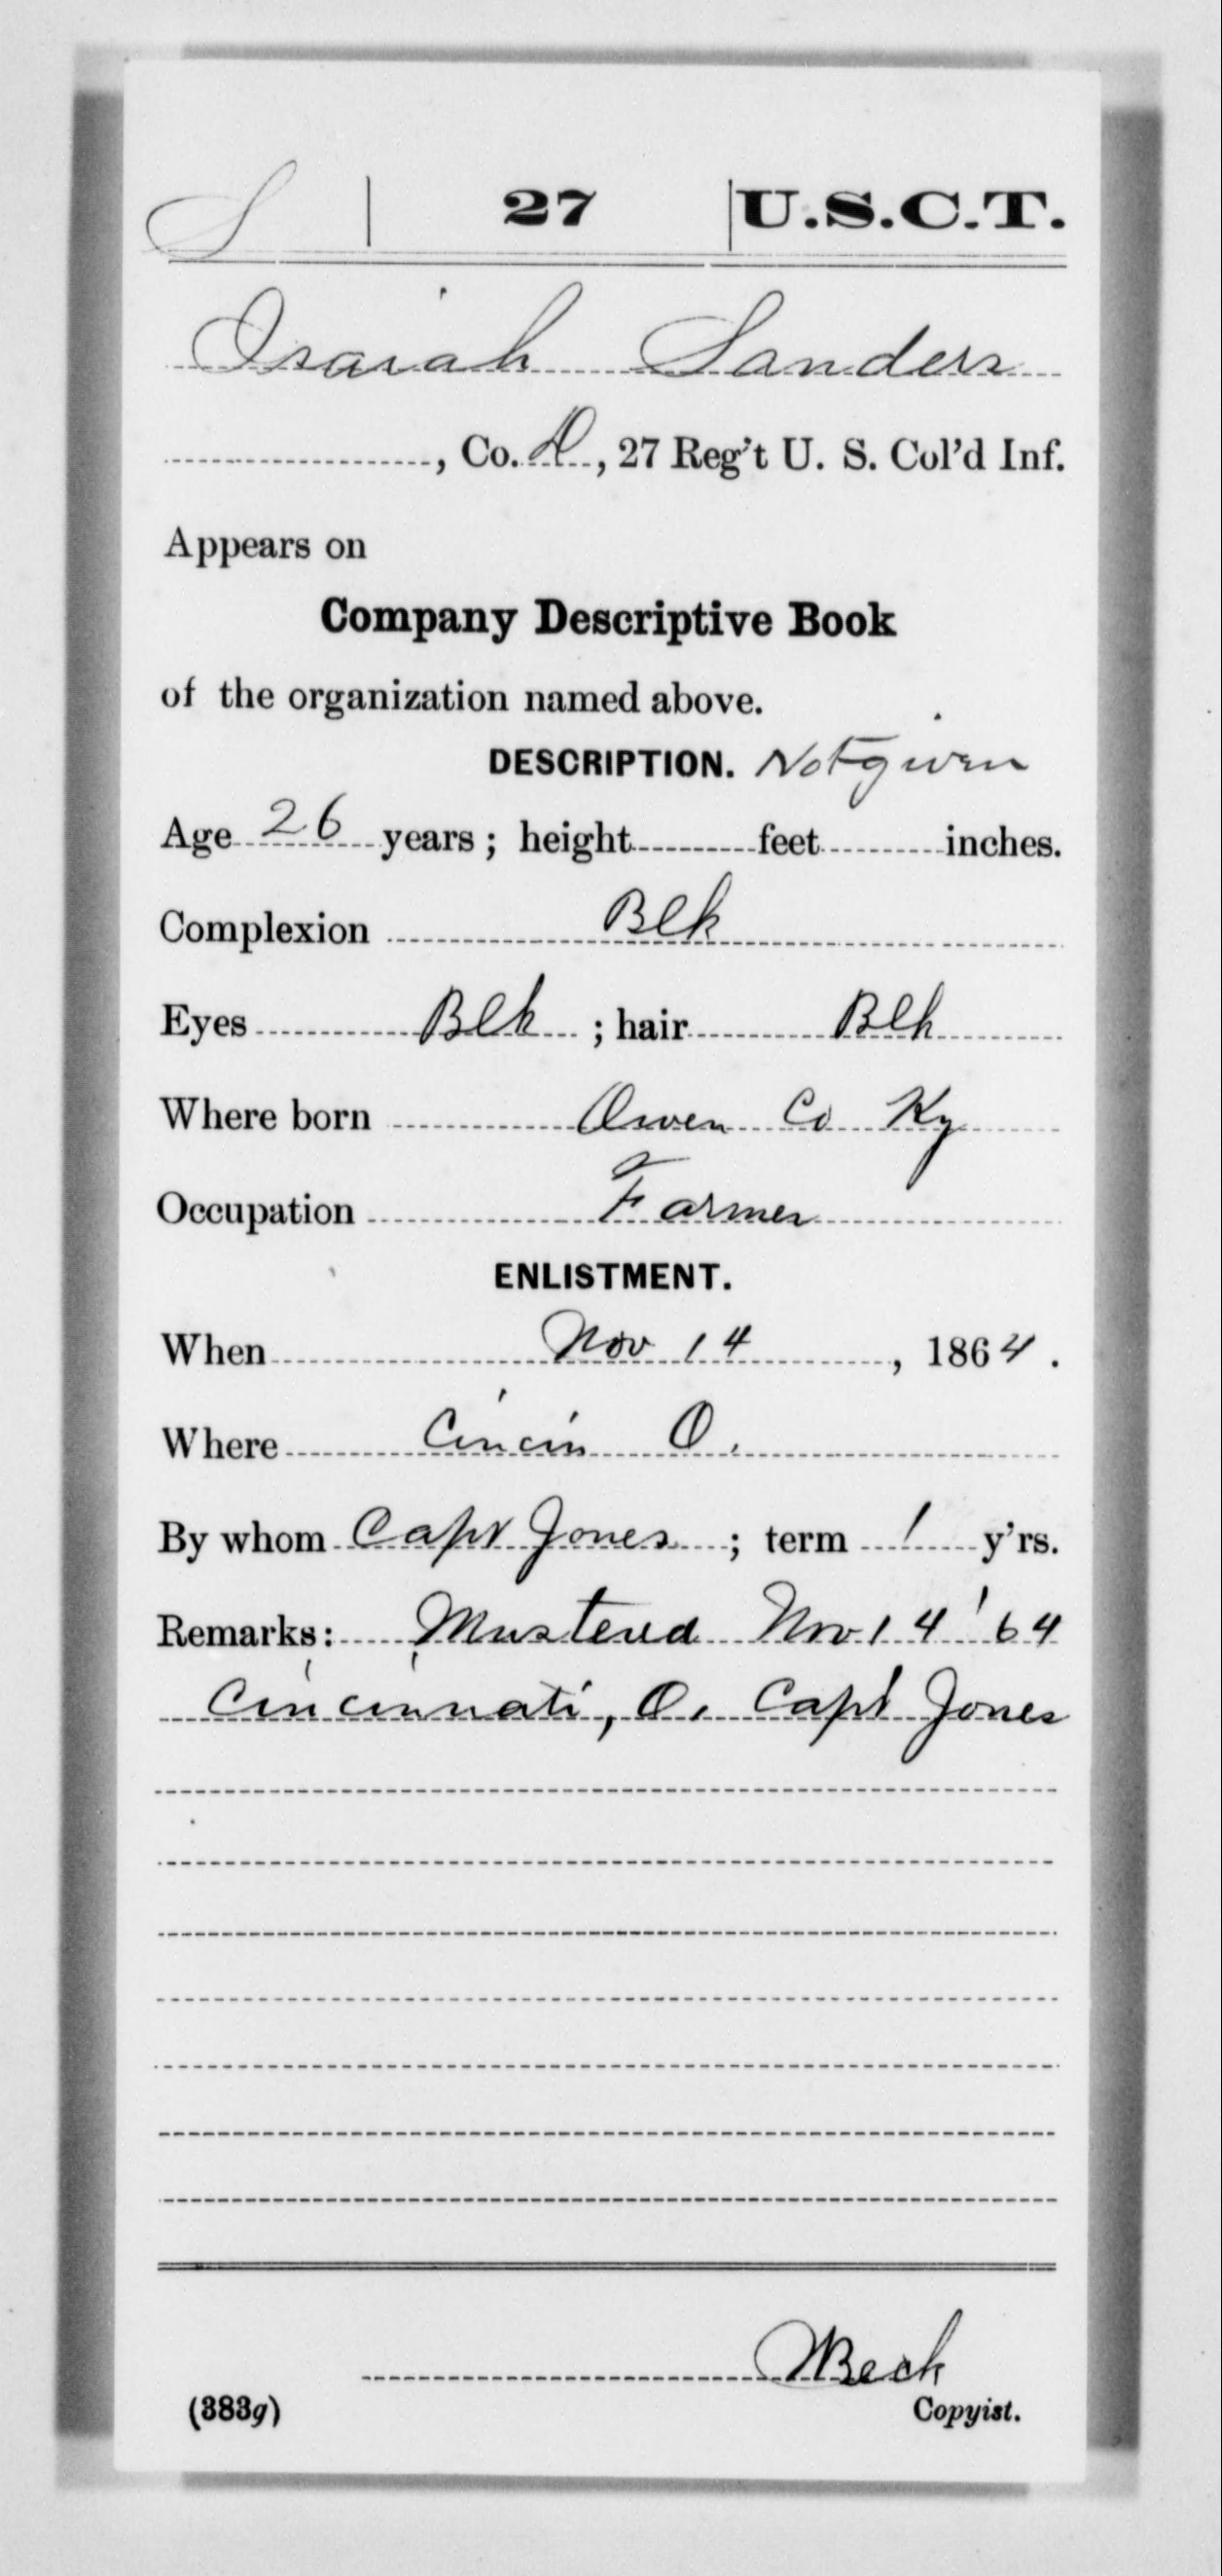 S | 27 | U.S.C.T.
Isaiah Sanders
, Co. D, 27 Reg't U. S. Col'd Inf.
Appears on
Company Descriptive Book
of the organization named above.
DESCRIPTION. Not given
Age 26 years; height feet inches.
Complexion Blk
Eyes Blk ; hair Blk
Where born Owen Co Ky
Occupation Farmer
ENLISTMENT.
When Nov 14, 1864.
Where Cincin O.
By whom Capt Jones ; term 1 y'rs.
Remarks: Mustered Nov 14 '64
Cincinnati, O. Capt Jones
Beck
(383g) Copyist.